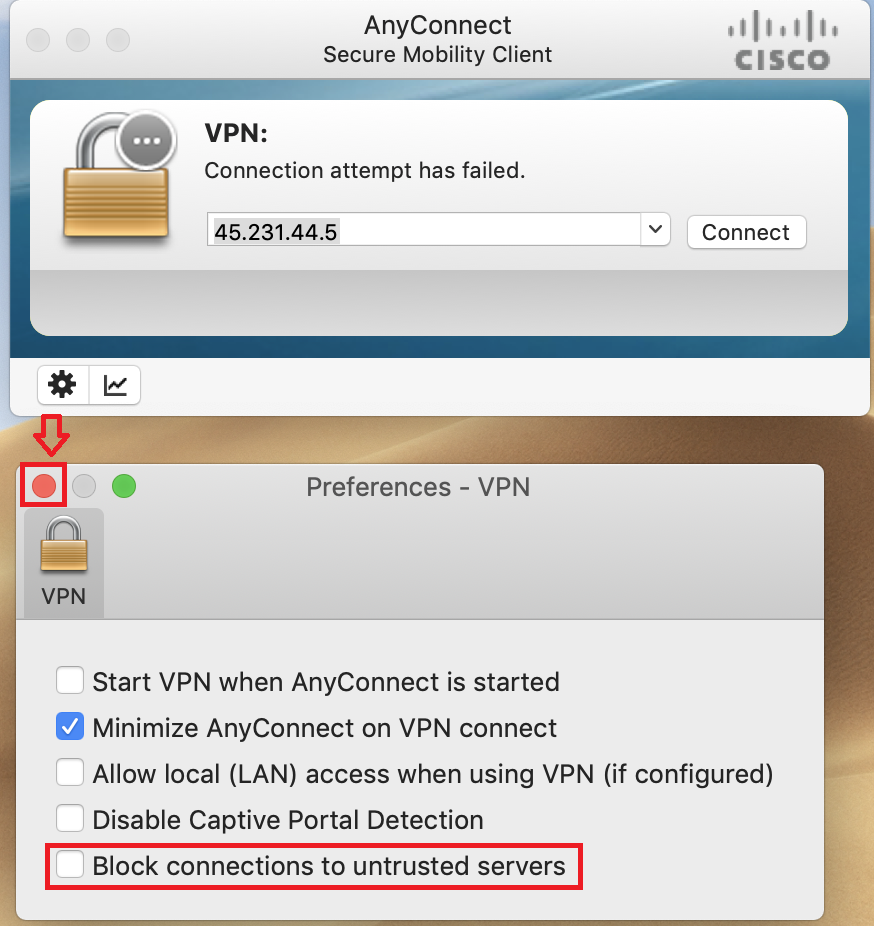 AnyConnect
Secure Mobility Client
CISCO
VPN:
Connection attempt has failed.
45.231.44.5
Connect
Preferences - VPN
VPN
Start VPN when AnyConnect is started
Minimize AnyConnect on VPN connect
Allow local (LAN) access when using VPN (if configured)
Disable Captive Portal Detection
Block connections to untrusted servers